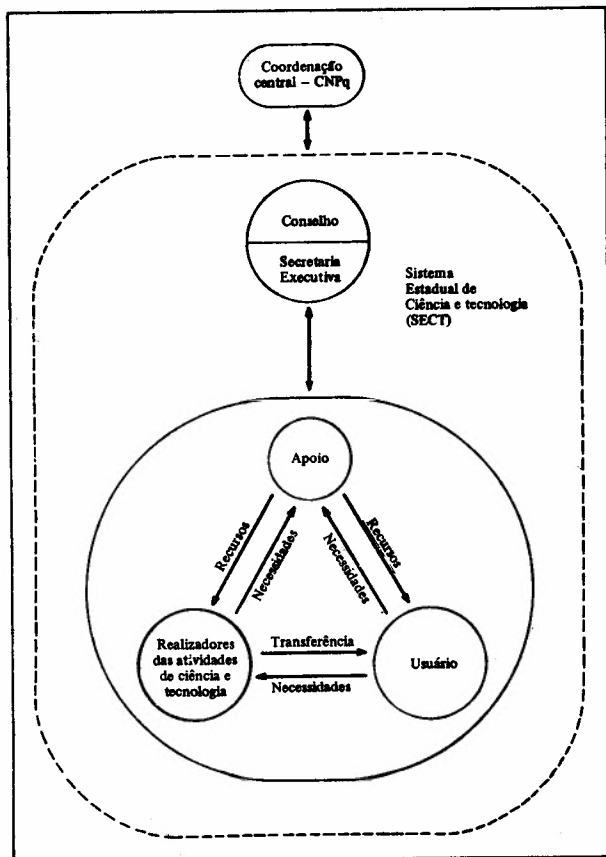 Coordenação
central – CNPq
Conselho
Secretaria
Executiva
Sistema
Estadual de
Ciência e tecnologia
(SECT)
Apoio
Recursos
Necessidades
Necessidades
Recursos
Realizadores
das atividades
de ciência e
tecnologia
Transferência
Necessidades
Usuário